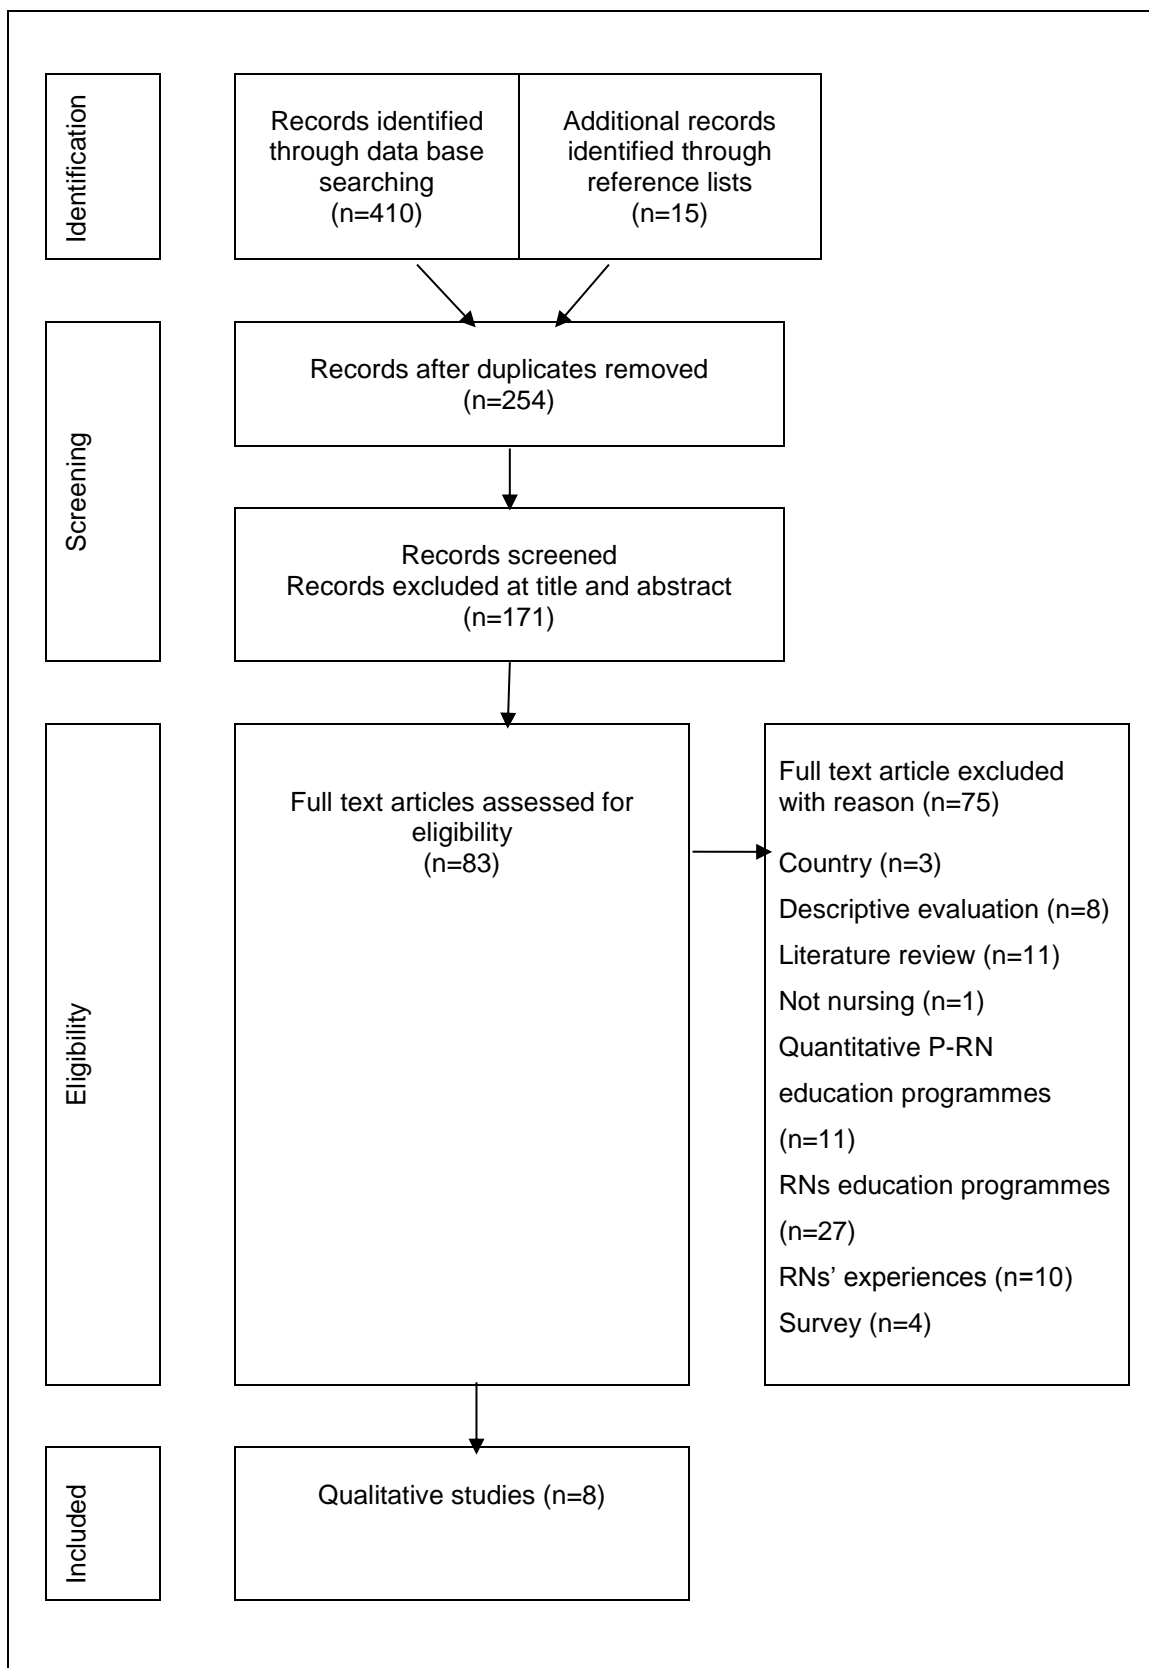 Identification
Records identified
through data base
searching
(n=410)
Additional records
identified through
reference lists
(n=15)
Screening
Records after duplicates removed
(n=254)
Records screened
Records excluded at title and abstract
(n=171)
Eligibility
Full text articles assessed for
eligibility
(n=83)
Full text article excluded
with reason (n=75)
Country (n=3)
Descriptive evaluation (n=8)
Literature review (n=11)
Not nursing (n=1)
Quantitative P-RN
education programmes
(n=11)
RNs education programmes
(n=27)
RNs’ experiences (n=10)
Survey (n=4)
Included
Qualitative studies (n=8)